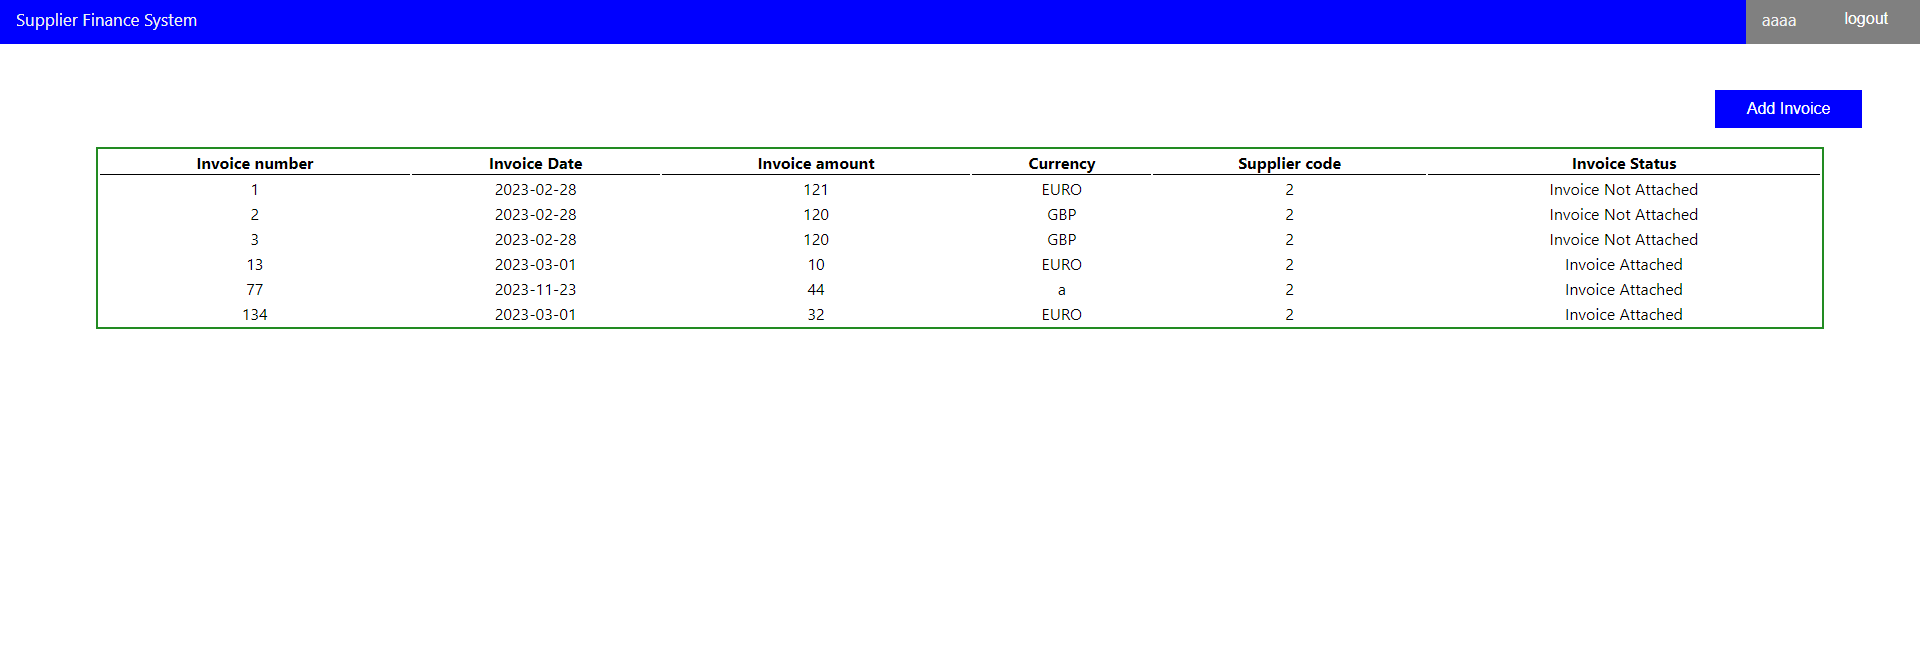 Supplier Finance System aaaa logout
Add Invoice
Invoice number Invoice Date Invoice amount Currency Supplier code Invoice Status
1 2023-02-28 121 EURO 2 Invoice Not Attached
2 2023-02-28 120 GBP 2 Invoice Not Attached
3 2023-02-28 120 GBP 2 Invoice Not Attached
13 2023-03-01 10 EURO 2 Invoice Attached
77 2023-11-23 44 a 2 Invoice Attached
134 2023-03-01 32 EURO 2 Invoice Attached